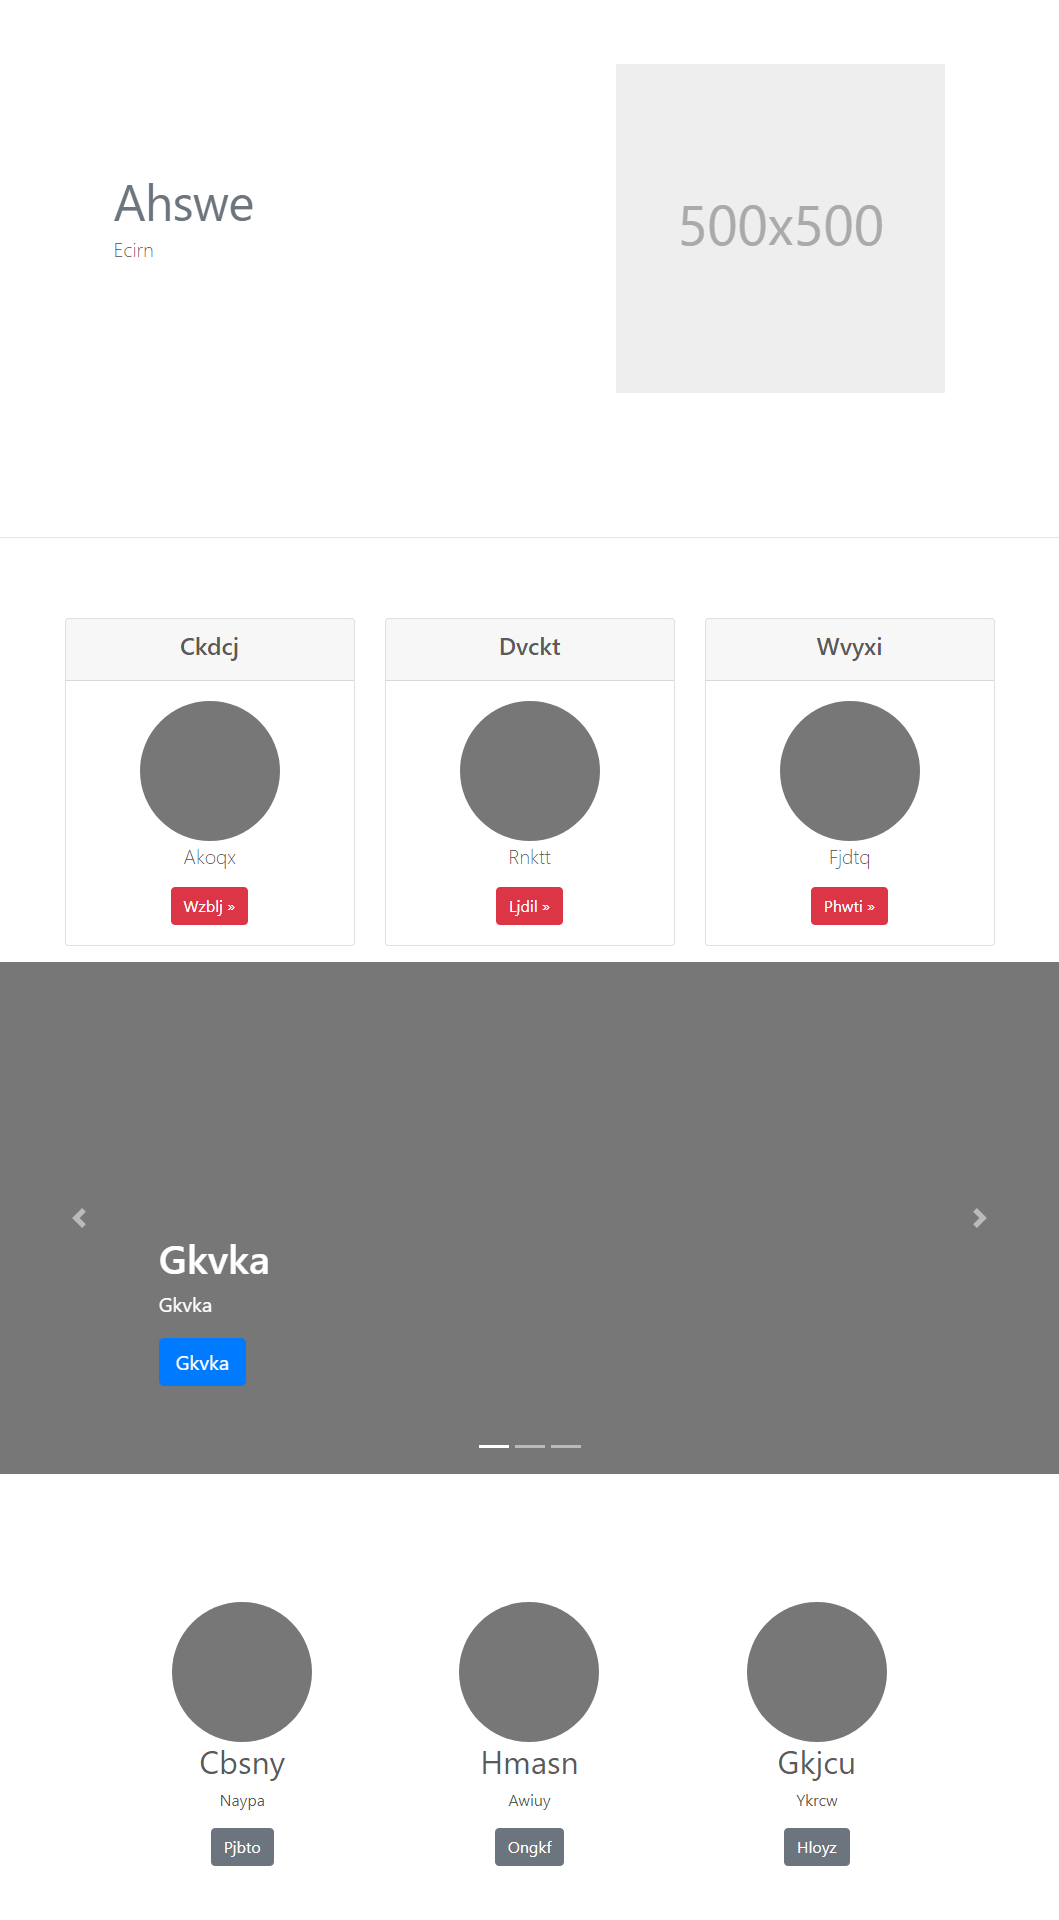 Ahswe
Ecirn
500x500
Ckdcj
Akoqx
Wzblj »
Dvckt
Rnktt
Ljdil »
Wvyxi
Fjdtq
Phwti »
Gkvka
Gkvka
Gkvka
Cbsny
Naypa
Pjbto
Hmasn
Awiuy
Ongkf
Gkjcu
Ykrcw
Hloyz